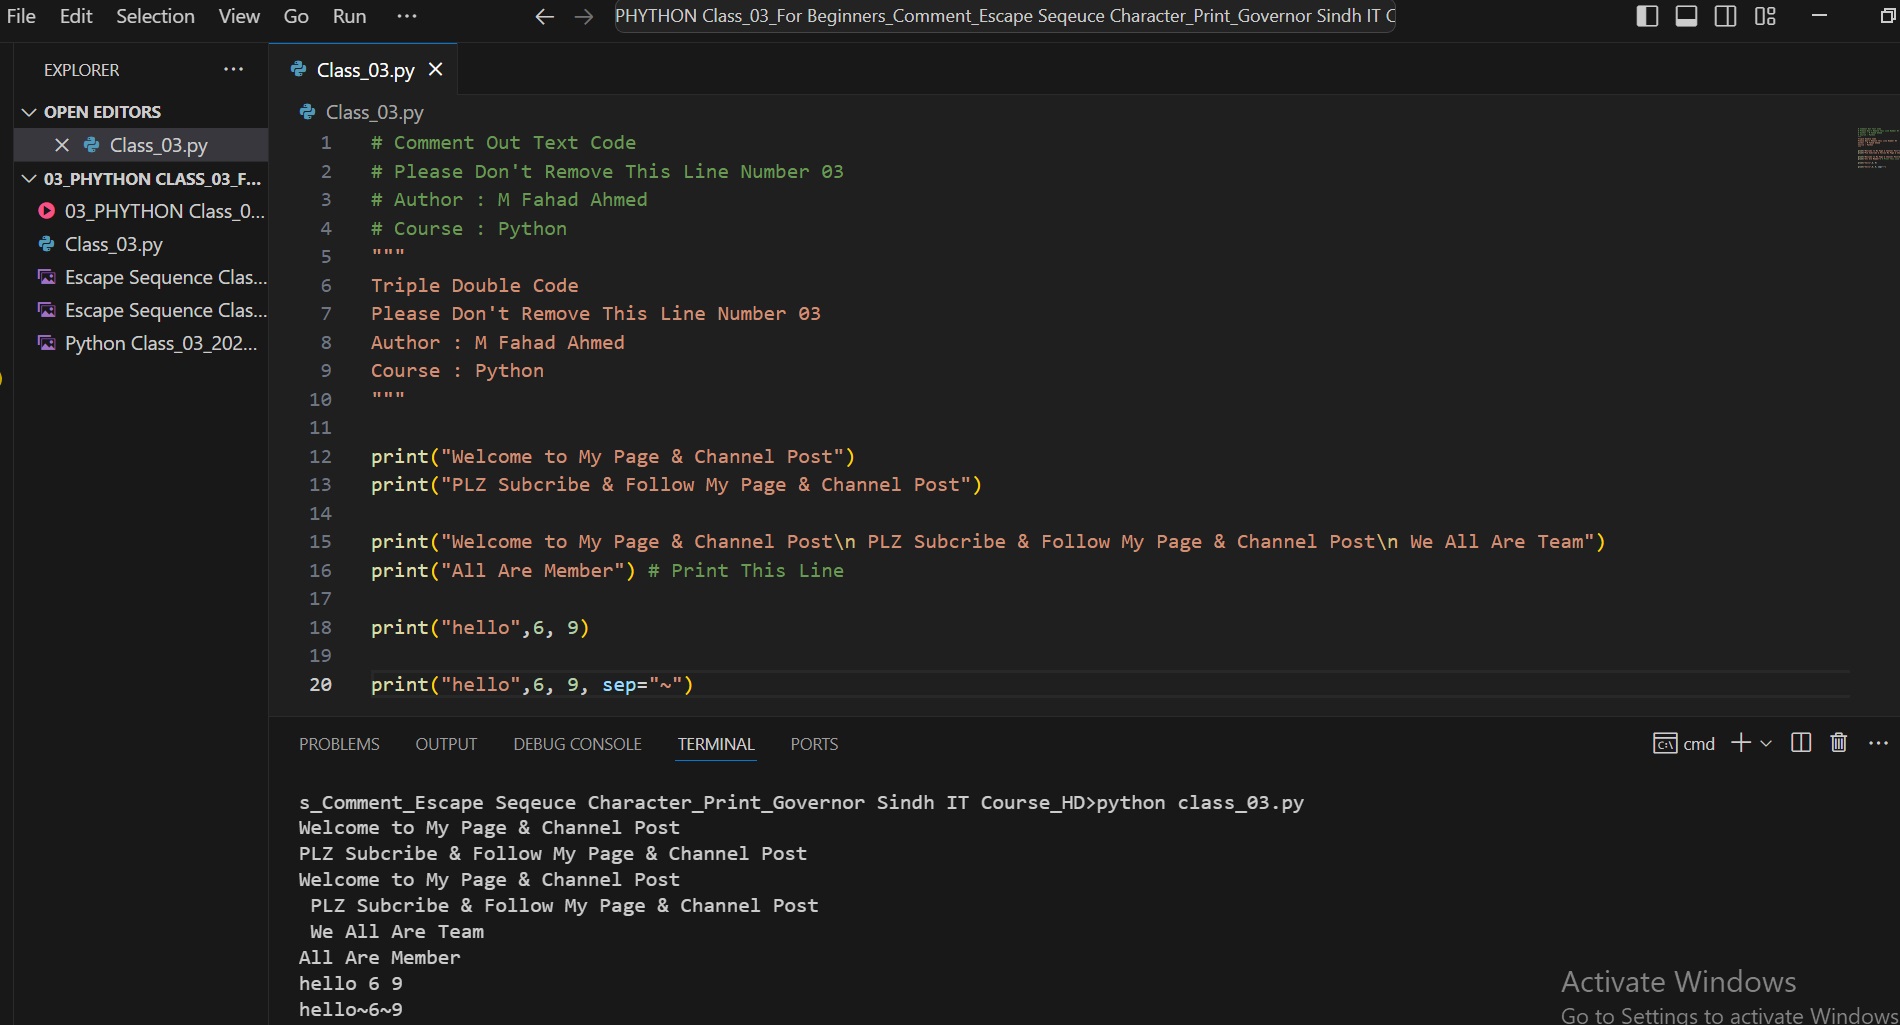 File Edit Selection View Go Run ···
PHYTHON Class_03_For Beginners_Comment_Escape Seqeuce Character_Print_Governor Sindh IT C
EXPLORER ···
OPEN EDITORS
Class_03.py
03_PHYTHON CLASS_03_F...
03_PHYTHON Class_0...
Class_03.py
Escape Sequence Clas...
Escape Sequence Clas...
Python Class_03_202...
Class_03.py
Class_03.py
1 # Comment Out Text Code
2 # Please Don't Remove This Line Number 03
3 # Author : M Fahad Ahmed
4 # Course : Python
5 """
6 Triple Double Code
7 Please Don't Remove This Line Number 03
8 Author : M Fahad Ahmed
9 Course : Python
10 """
11
12 print("Welcome to My Page & Channel Post")
13 print("PLZ Subcribe & Follow My Page & Channel Post")
14
15 print("Welcome to My Page & Channel Post\n PLZ Subcribe & Follow My Page & Channel Post\n We All Are Team")
16 print("All Are Member") # Print This Line
17
18 print("hello",6, 9)
19
20 print("hello",6, 9, sep="~")
PROBLEMS OUTPUT DEBUG CONSOLE TERMINAL PORTS
cmd
s_Comment_Escape Seqeuce Character_Print_Governor Sindh IT Course_HD>python class_03.py
Welcome to My Page & Channel Post
PLZ Subcribe & Follow My Page & Channel Post
Welcome to My Page & Channel Post
 PLZ Subcribe & Follow My Page & Channel Post
 We All Are Team
All Are Member
hello 6 9
hello~6~9
Activate Windows
Go to Settings to activate Windows